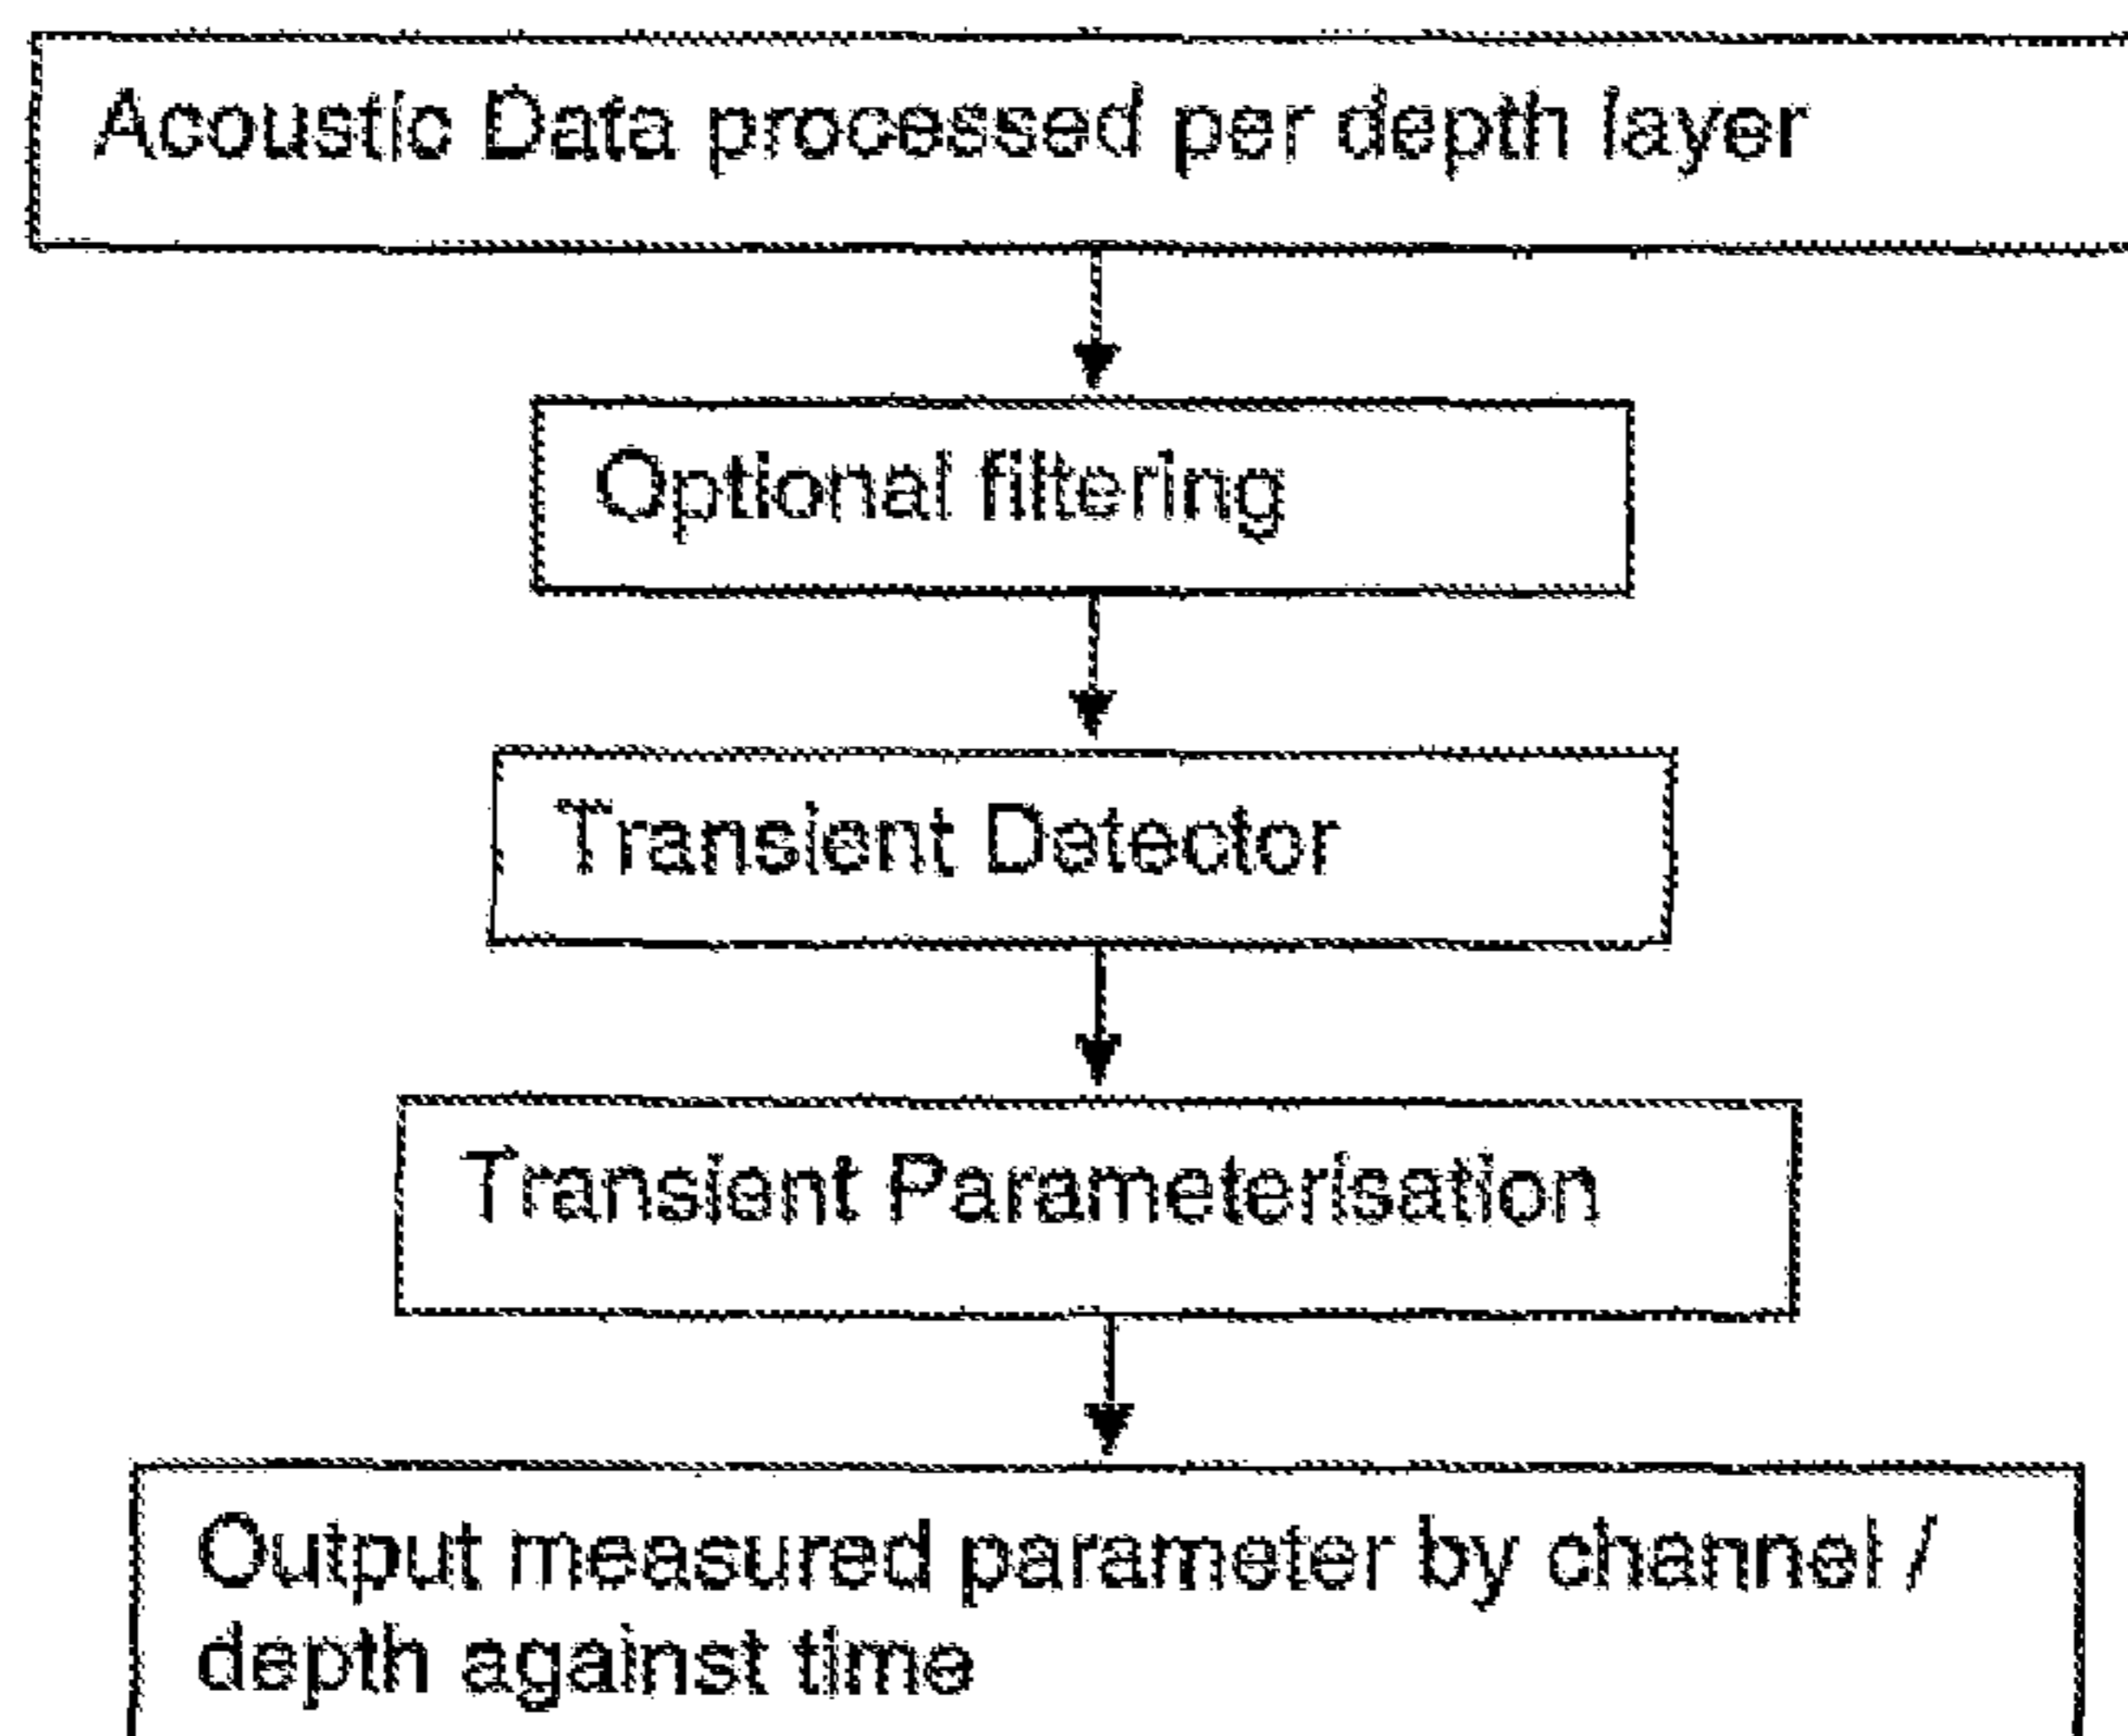 Acoustic Data processed per depth layer
Optional filtering
Transient Detector
Transient Parameterisation
Output measured parameter by channel /
depth against time